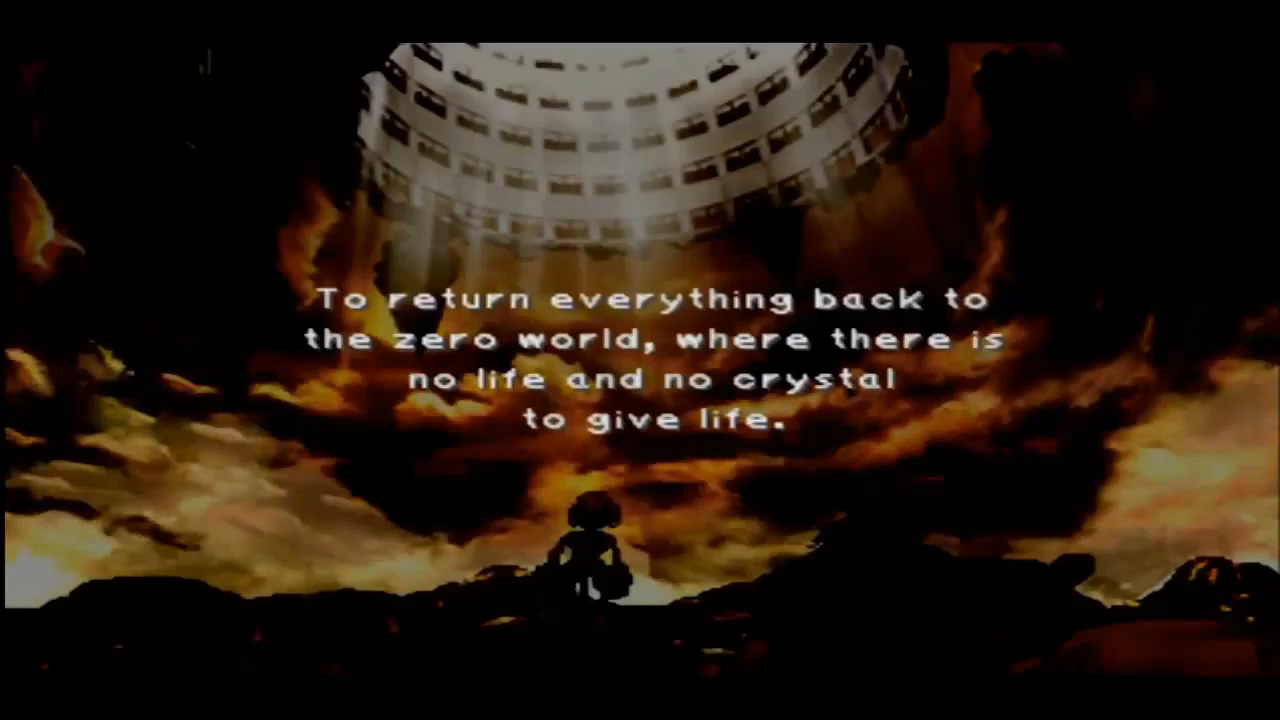 To return everything back to
the zero world, where there is
no life and no crystal
to give life.